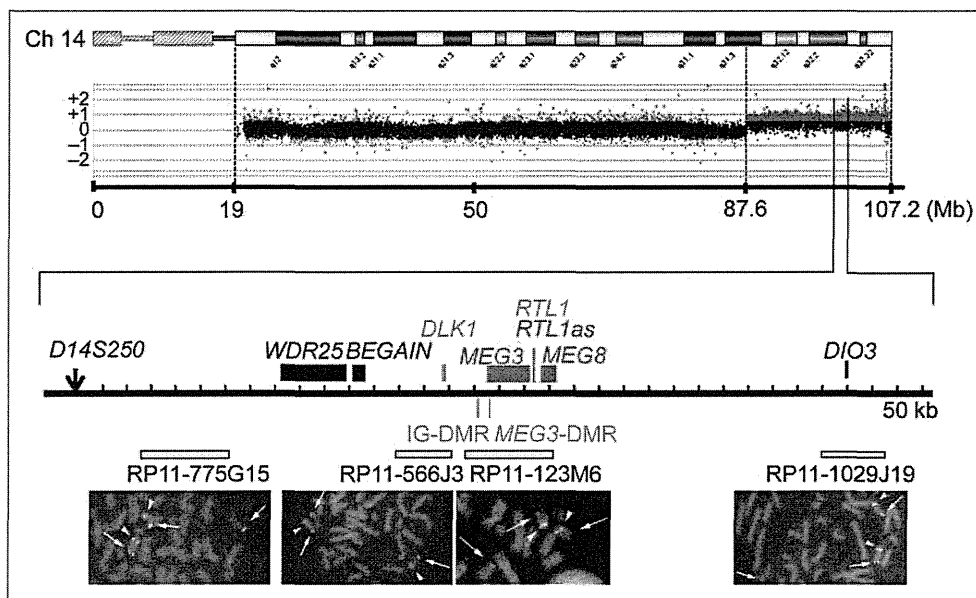 Ch 14
+2
+1
0
−1
−2
0 19 50 87.6 107.2 (Mb)
RTL1
DLK1 RTL1as
D14S250 WDR25 BEGAIN MEG3 MEG8 DIO3
50 kb
IG-DMR MEG3-DMR
RP11-775G15 RP11-566J3 RP11-123M6 RP11-1029J19